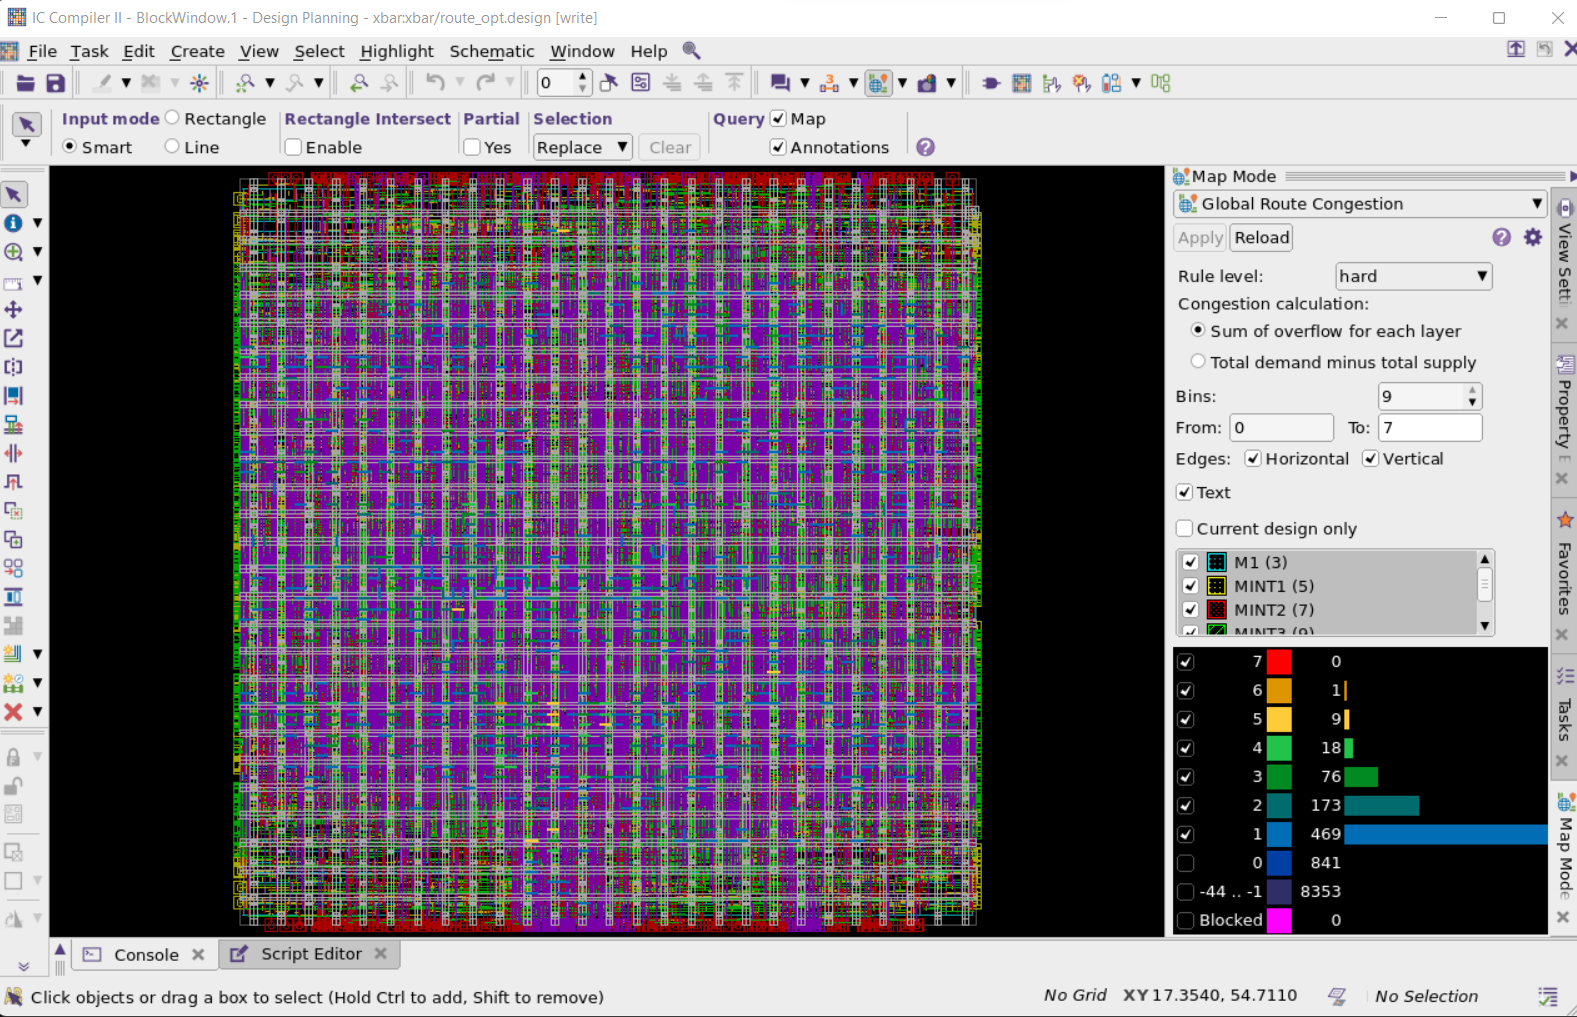 IC Compiler II - BlockWindow.1 - Design Planning - xbar:xbar/route_opt.design [write]
File Task Edit Create View Select Highlight Schematic Window Help
0
3
Input mode Rectangle Rectangle Intersect Partial Selection Query Map
Smart Line Enable Yes Replace Clear Annotations
Map Mode
Global Route Congestion
Apply Reload
Rule level: hard
Congestion calculation:
Sum of overflow for each layer
Total demand minus total supply
Bins: 9
From: 0 To: 7
Edges: Horizontal Vertical
Text
Current design only
M1 (3)
MINT1 (5)
MINT2 (7)
MINT3 (9)
7 0
6 1
5 9
4 18
3 76
2 173
1 469
0 841
-44 .. -1 8353
Blocked 0
View Setti
Property E
Favorites
Tasks
Map Mode
Console Script Editor
Click objects or drag a box to select (Hold Ctrl to add, Shift to remove) No Grid XY 17.3540, 54.7110 No Selection